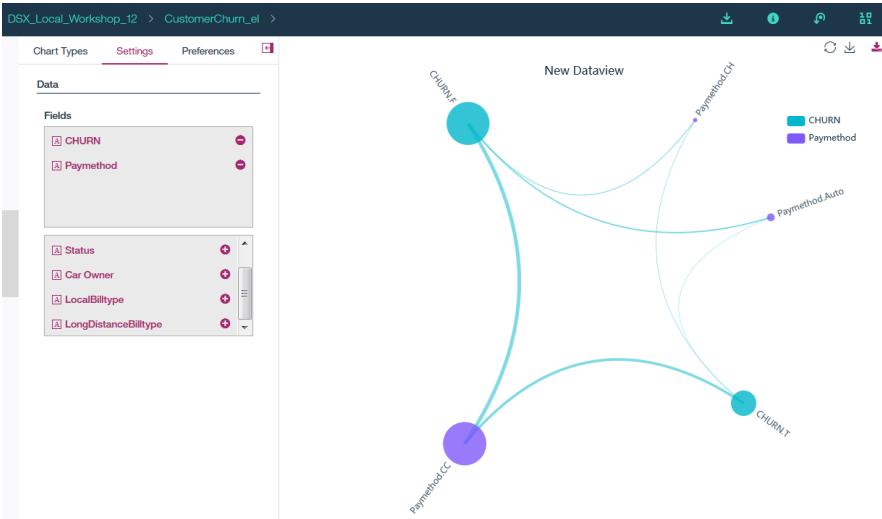 DSX_Local_Workshop_12 > CustomerChurn_el >
Chart Types Settings Preferences
Data
Fields
A CHURN
A Paymethod
A Status
A Car Owner
A LocalBilltype
A LongDistanceBilltype
New Dataview
CHURN
Paymethod
CHURN.F
Paymethod.CH
Paymethod.Auto
CHURN.T
Paymethod.CC